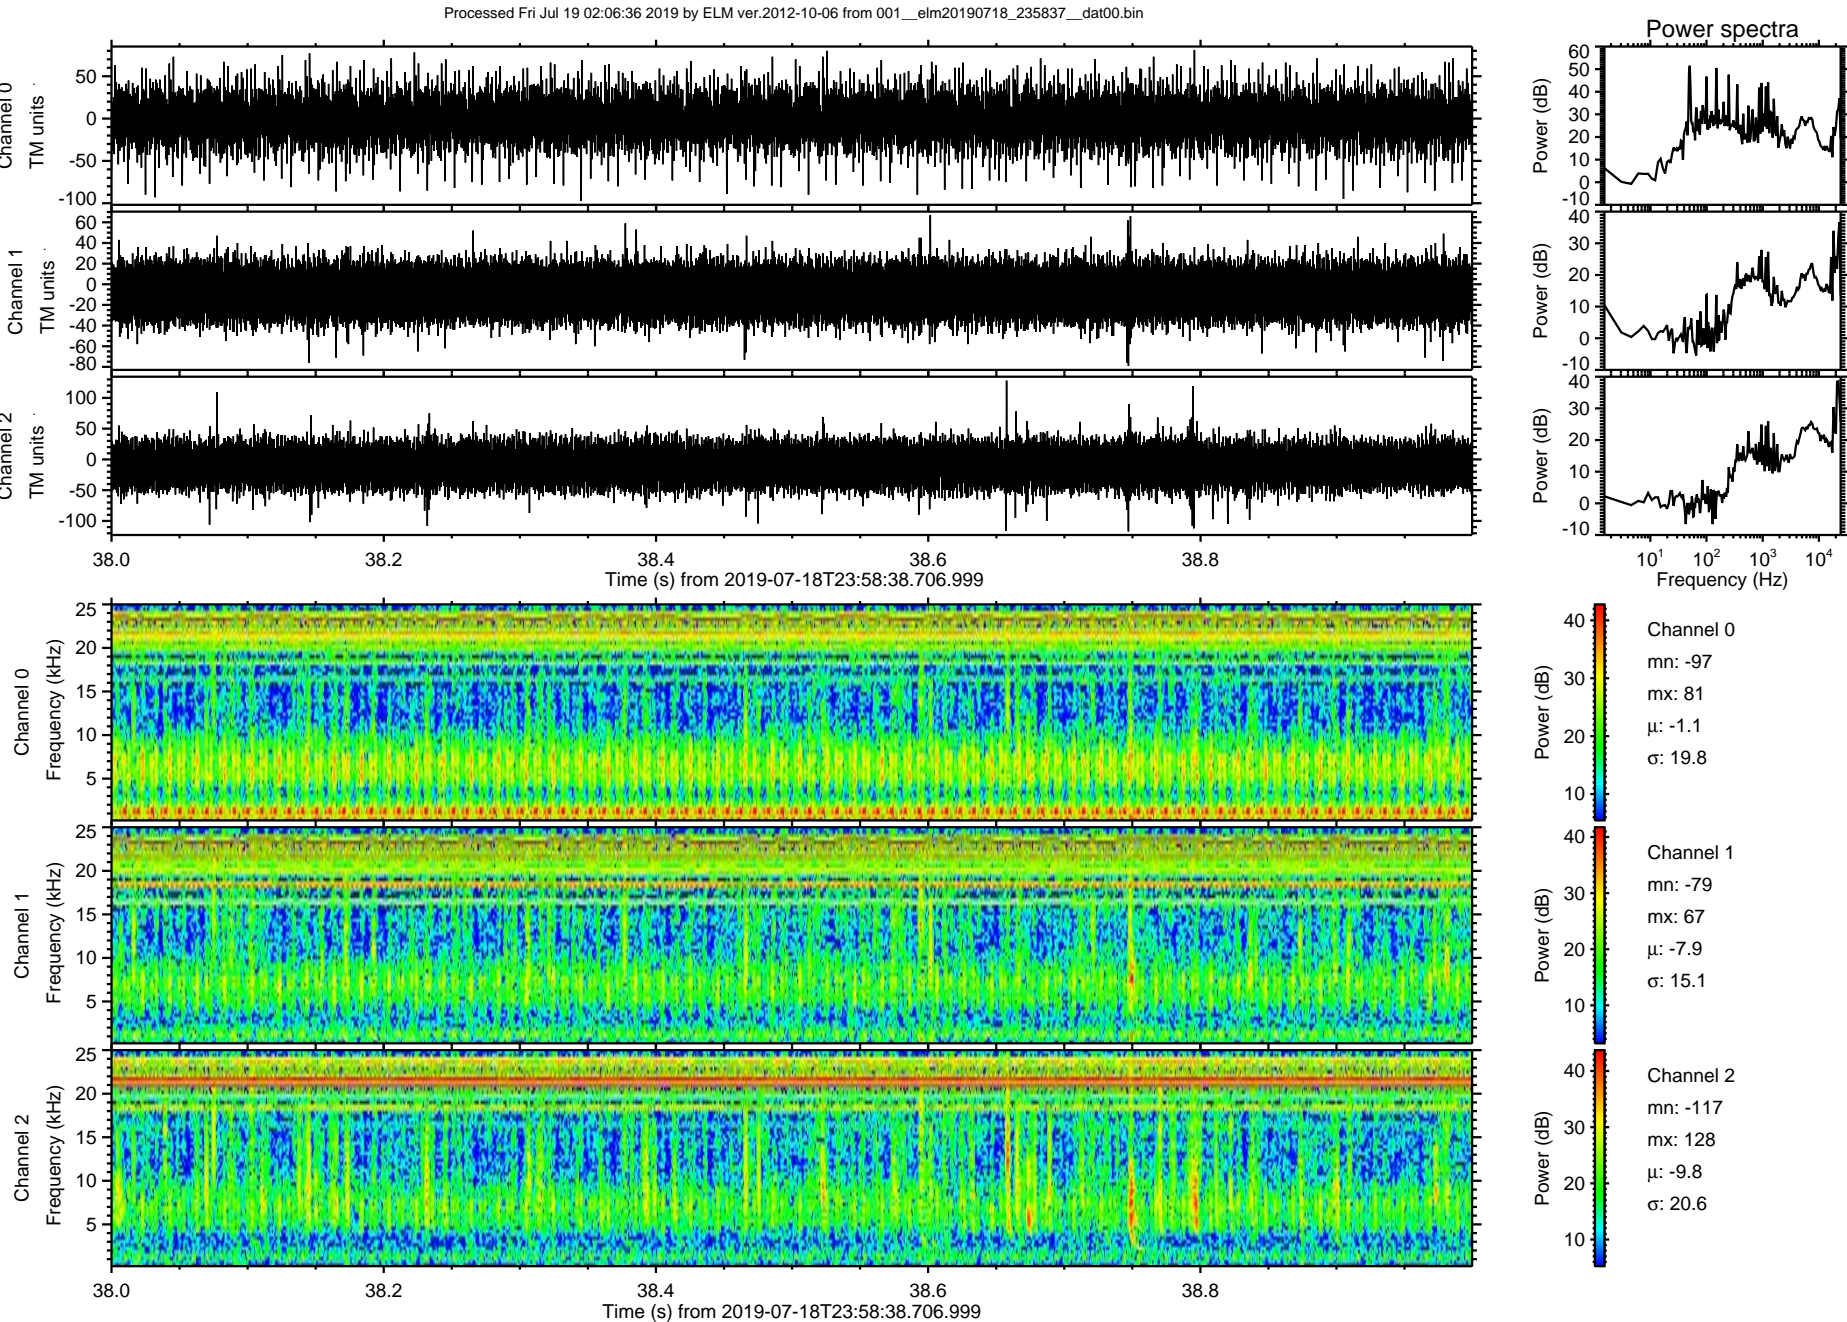 Processed Fri Jul 19 02:06:36 2019 by ELM ver.2012-10-06 from 001__elm20190718_235837__dat00.bin
Power spectra
Channel 0
TM units
50
0
-50
-100
Power (dB)
60
50
40
30
20
10
0
-10
Channel 1
TM units
60
40
20
0
-20
-40
-60
-80
Power (dB)
40
30
20
10
0
-10
Channel 2
TM units
100
50
0
-50
-100
Power (dB)
40
30
20
10
0
-10
38.0 38.2 38.4 38.6 38.8
Time (s) from 2019-07-18T23:58:38.706.999
10¹ 10² 10³ 10⁴
Frequency (Hz)
Channel 0
Frequency (kHz)
25
20
15
10
5
Power (dB)
40
30
20
10
Channel 0
mn: -97
mx: 81
μ: -1.1
σ: 19.8
Channel 1
Frequency (kHz)
25
20
15
10
5
Power (dB)
40
30
20
10
Channel 1
mn: -79
mx: 67
μ: -7.9
σ: 15.1
Channel 2
Frequency (kHz)
25
20
15
10
5
Power (dB)
40
30
20
10
Channel 2
mn: -117
mx: 128
μ: -9.8
σ: 20.6
38.0 38.2 38.4 38.6 38.8
Time (s) from 2019-07-18T23:58:38.706.999